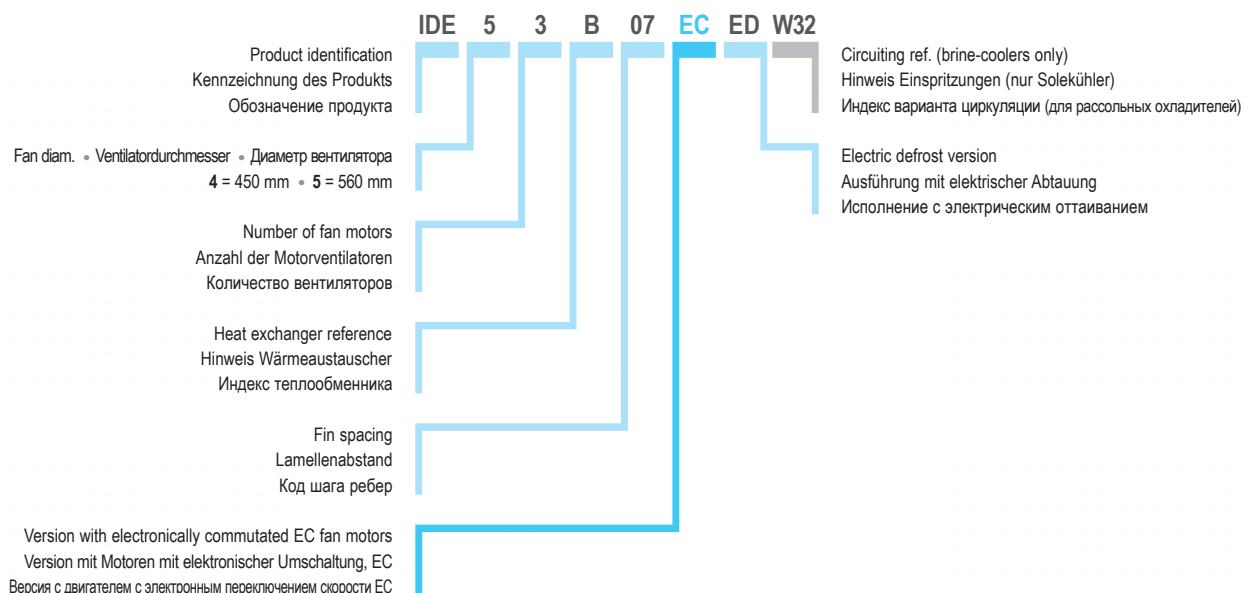 IDE 5 3 B 07 EC ED W32
Product identification
Kennzeichnung des Produkts
Обозначение продукта
Fan diam. • Ventilatordurchmesser • Диаметр вентилятора
4 = 450 mm • 5 = 560 mm
Number of fan motors
Anzahl der Motorventilatoren
Количество вентиляторов
Heat exchanger reference
Hinweis Wärmeaustauscher
Индекс теплообменника
Fin spacing
Lamellenabstand
Код шага ребер
Version with electronically commutated EC fan motors
Version mit Motoren mit elektronischer Umschaltung, EC
Версия с двигателем с электронным переключением скорости EC
Circuiting ref. (brine-coolers only)
Hinweis Einspritzungen (nur Solekühler)
Индекс варианта циркуляции (для рассольных охладителей)
Electric defrost version
Ausführung mit elektrischer Abtauung
Исполнение с электрическим оттаиванием